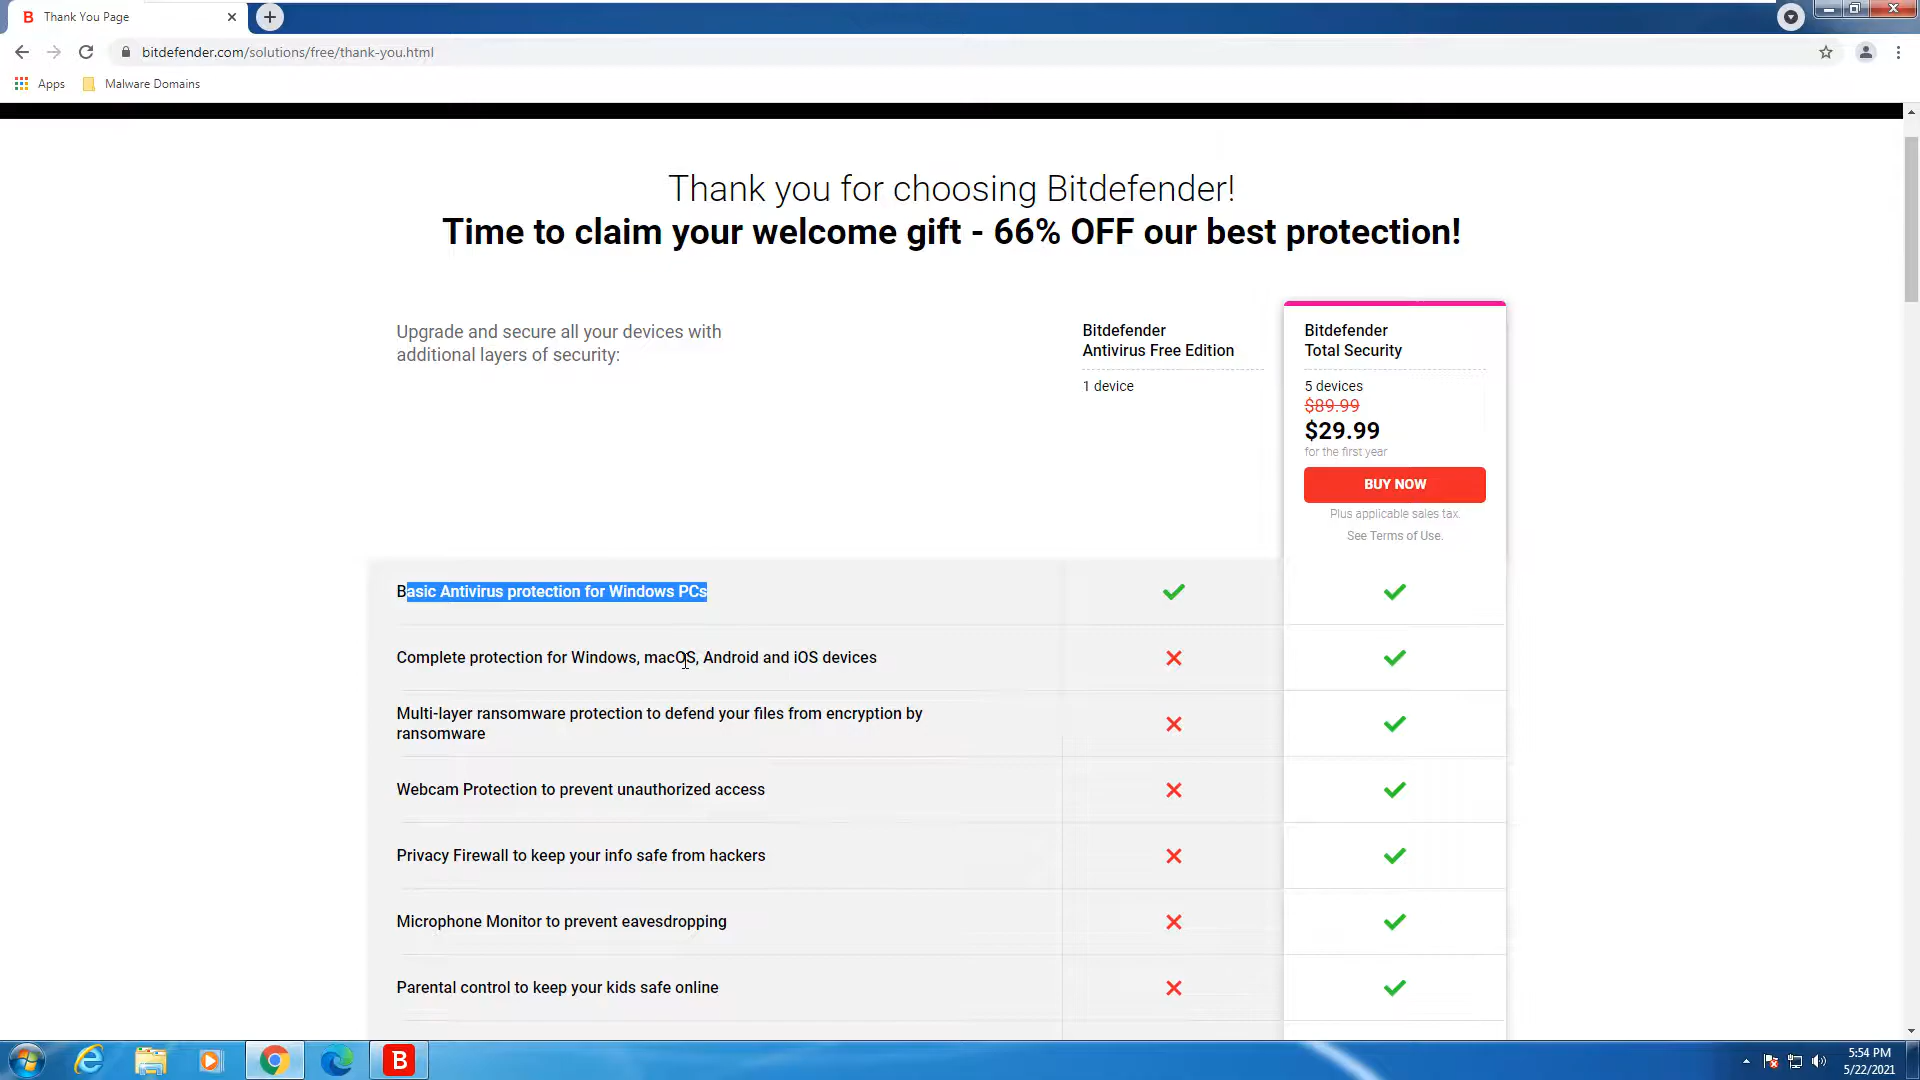 Thank You Page
bitdefender.com/solutions/free/thank-you.html
Apps
Malware Domains
Thank you for choosing Bitdefender!
Time to claim your welcome gift - 66% OFF our best protection!
Upgrade and secure all your devices with
additional layers of security:
Bitdefender
Antivirus Free Edition
1 device
Bitdefender
Total Security
5 devices
$89.99
$29.99
for the first year
BUY NOW
Plus applicable sales tax.
See Terms of Use.
Basic Antivirus protection for Windows PCs
Complete protection for Windows, macOS, Android and iOS devices
Multi-layer ransomware protection to defend your files from encryption by
ransomware
Webcam Protection to prevent unauthorized access
Privacy Firewall to keep your info safe from hackers
Microphone Monitor to prevent eavesdropping
Parental control to keep your kids safe online
B
5:54 PM
5/22/2021